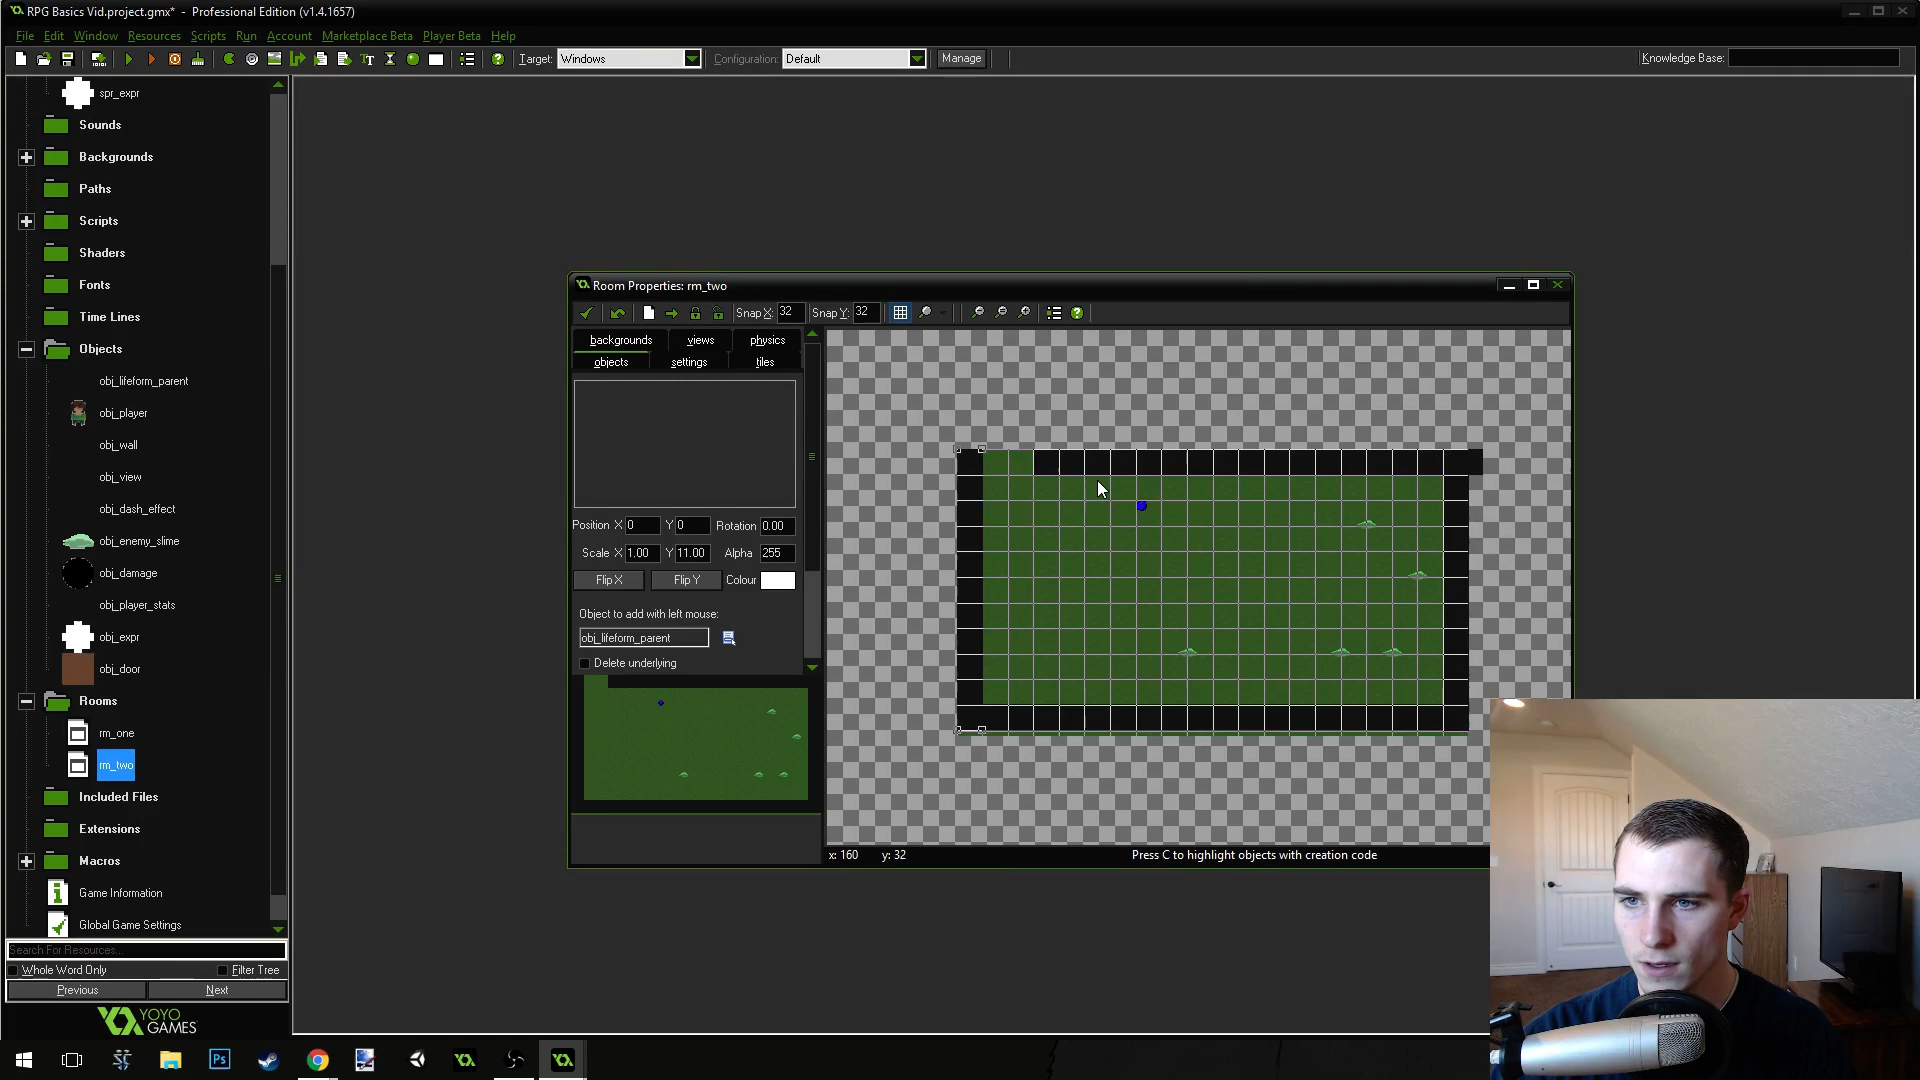 RPG Basics Vid.project.gmx* - Professional Edition (v1.4.1657)
File Edit Window Resources Scripts Run Account Marketplace Beta Player Beta Help
Target: Windows Configuration: Default Manage Knowledge Base:
spr_expr
Sounds
Backgrounds
Paths
Scripts
Shaders
Fonts
Time Lines
Objects
obj_lifeform_parent
obj_player
obj_wall
obj_view
obj_dash_effect
obj_enemy_slime
obj_damage
obj_player_stats
obj_expr
obj_door
Rooms
rm_one
rm_two
Included Files
Extensions
Macros
Game Information
Global Game Settings
Search For Resources...
Whole Word Only Filter Tree
Previous Next
YOYO
GAMES
Room Properties: rm_two
Snap X: 32 Snap Y: 32
backgrounds views physics
objects settings tiles
Position X 0 Y 0 Rotation 0.00
Scale X 1.00 Y 11.00 Alpha 255
Flip X Flip Y Colour
Object to add with left mouse:
obj_lifeform_parent
Delete underlying
x: 160 y: 32 Press C to highlight objects with creation code
Ps